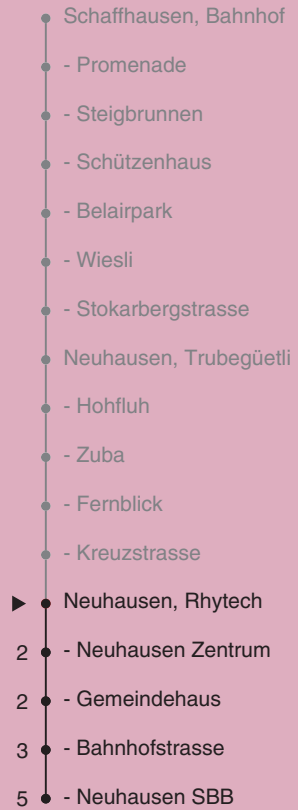 Schaffhausen, Bahnhof
- Promenade
- Steigbrunnen
- Schützenhaus
- Belairpark
- Wiesli
- Stokarbergstrasse
Neuhausen, Trubegüetli
- Hohfluh
- Zuba
- Fernblick
- Kreuzstrasse
Neuhausen, Rhytech
2 - Neuhausen Zentrum
2 - Gemeindehaus
3 - Bahnhofstrasse
5 - Neuhausen SBB